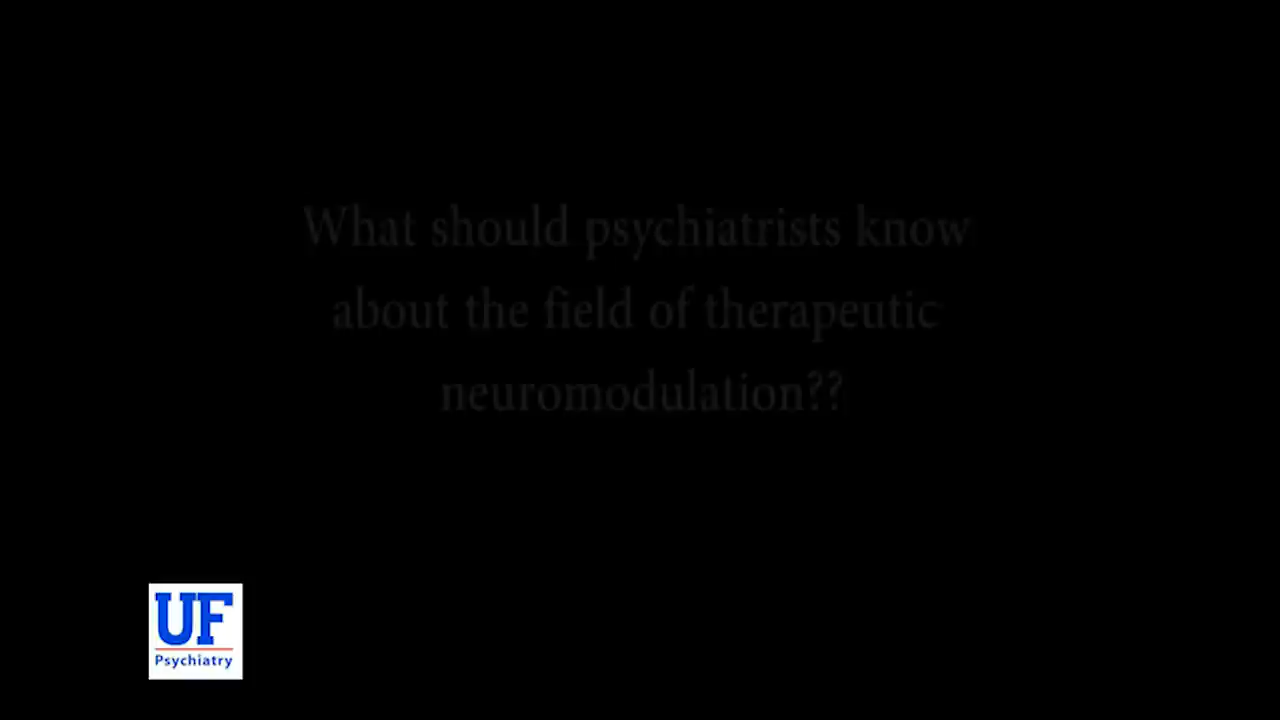 What should psychiatrists know
about the field of therapeutic
neuromodulation??
UF
Psychiatry